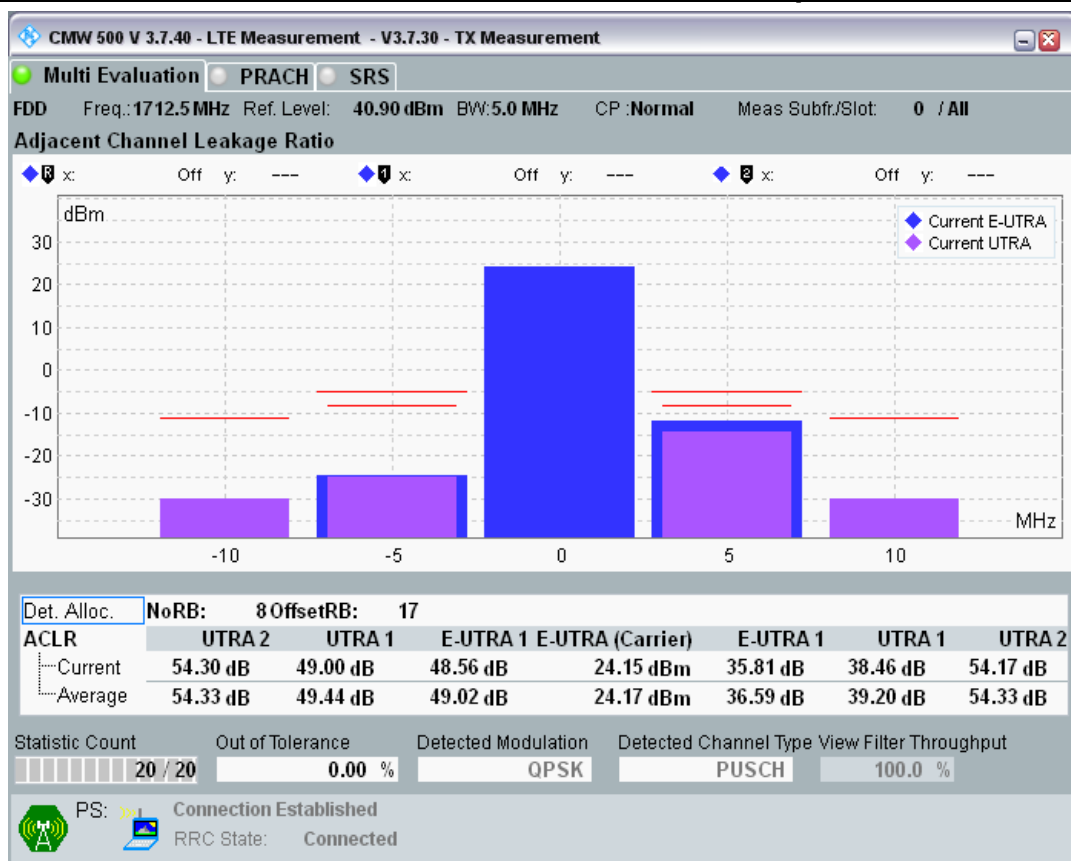 CMW 500 V 3.7.40 - LTE Measurement - V3.7.30 - TX Measurement
Multi Evaluation PRACH SRS
FDD Freq.:1712.5 MHz Ref. Level: 40.90 dBm BW:5.0 MHz CP :Normal Meas Subfr./Slot: 0 / All
Adjacent Channel Leakage Ratio
R x: Off y: --- 1 x: Off y: --- 2 x: Off y: ---
dBm
Current E-UTRA
Current UTRA
30
20
10
0
-10
-20
-30
MHz
-10 -5 0 5 10
Det. Alloc. NoRB: 8 OffsetRB: 17
ACLR UTRA 2 UTRA 1 E-UTRA 1 E-UTRA (Carrier) E-UTRA 1 UTRA 1 UTRA 2
Current 54.30 dB 49.00 dB 48.56 dB 24.15 dBm 35.81 dB 38.46 dB 54.17 dB
Average 54.33 dB 49.44 dB 49.02 dB 24.17 dBm 36.59 dB 39.20 dB 54.33 dB
Statistic Count Out of Tolerance Detected Modulation Detected Channel Type View Filter Throughput
20 / 20 0.00 % QPSK PUSCH 100.0 %
PS: Connection Established
RRC State: Connected